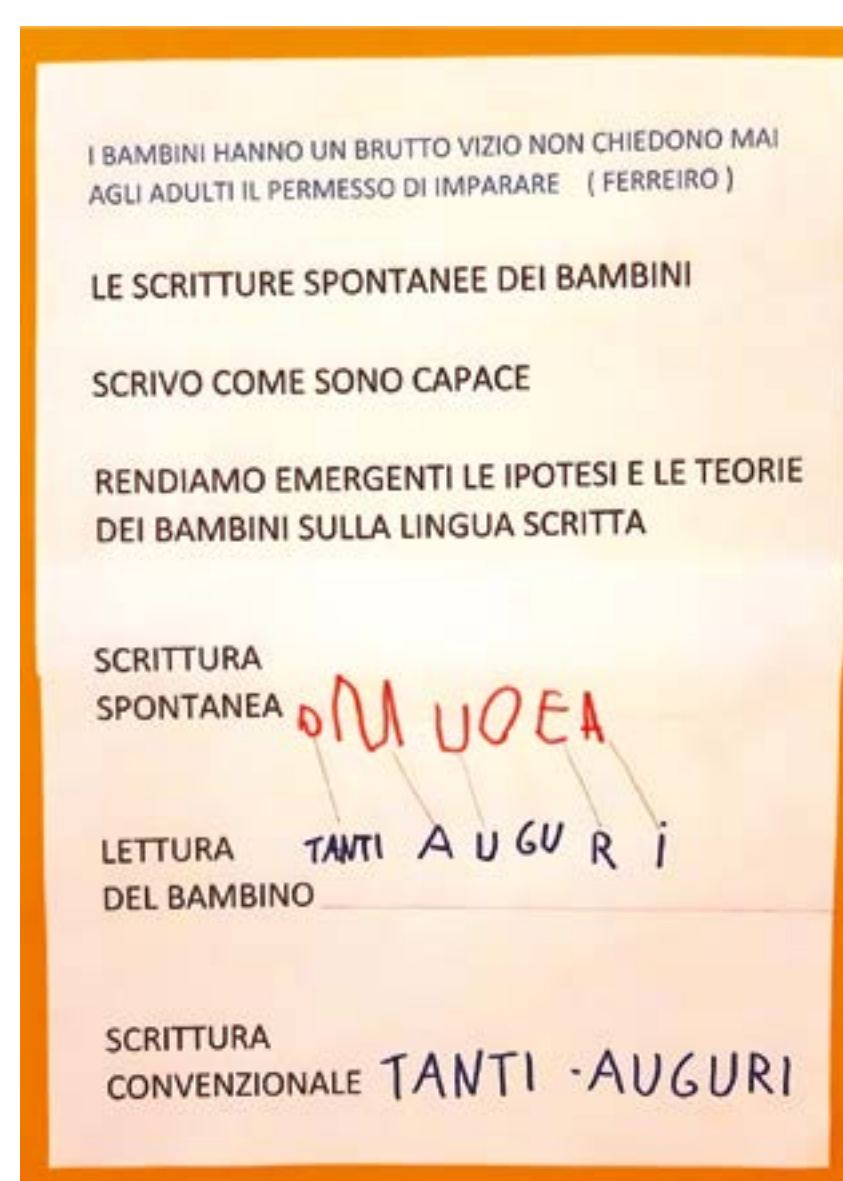 I BAMBINI HANNO UN BRUTTO VIZIO NON CHIEDONO MAI
AGLI ADULTI IL PERMESSO DI IMPARARE ( FERREIRO )
LE SCRITTURE SPONTANEE DEI BAMBINI
SCRIVO COME SONO CAPACE
RENDIAMO EMERGENTI LE IPOTESI E LE TEORIE
DEI BAMBINI SULLA LINGUA SCRITTA
SCRITTURA
SPONTANEA DMUOEA
LETTURA TANTI A U GU R i
DEL BAMBINO
SCRITTURA
CONVENZIONALE TANTI -AUGURI